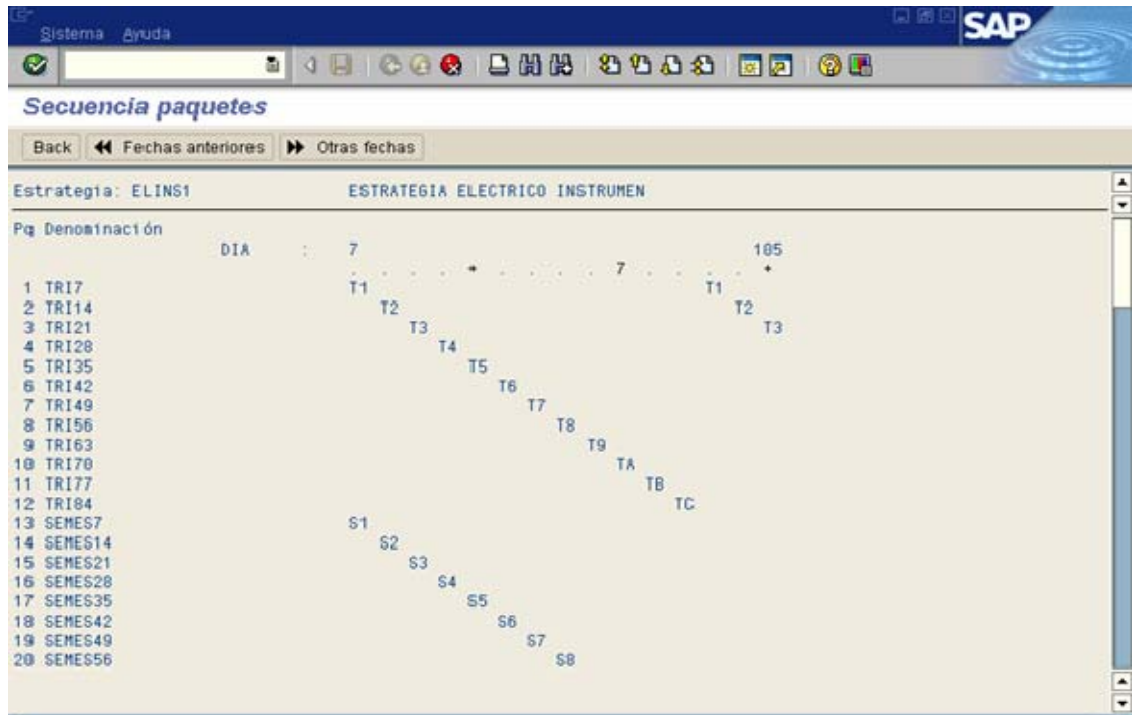 Sistema Ayuda
SAP
Secuencia paquetes
Back Fechas anteriores Otras fechas
Estrategia: ELINS1 ESTRATEGIA ELECTRICO INSTRUMEN
Pq Denominación
DIA : 7 105
. . . . + . . . . 7 . . . . +
1 TRI7 T1 T1
2 TRI14 T2 T2
3 TRI21 T3 T3
4 TRI28 T4
5 TRI35 T5
6 TRI42 T6
7 TRI49 T7
8 TRI56 T8
9 TRI63 T9
10 TRI70 TA
11 TRI77 TB
12 TRI84 TC
13 SEMES7 S1
14 SEMES14 S2
15 SEMES21 S3
16 SEMES28 S4
17 SEMES35 S5
18 SEMES42 S6
19 SEMES49 S7
20 SEMES56 S8